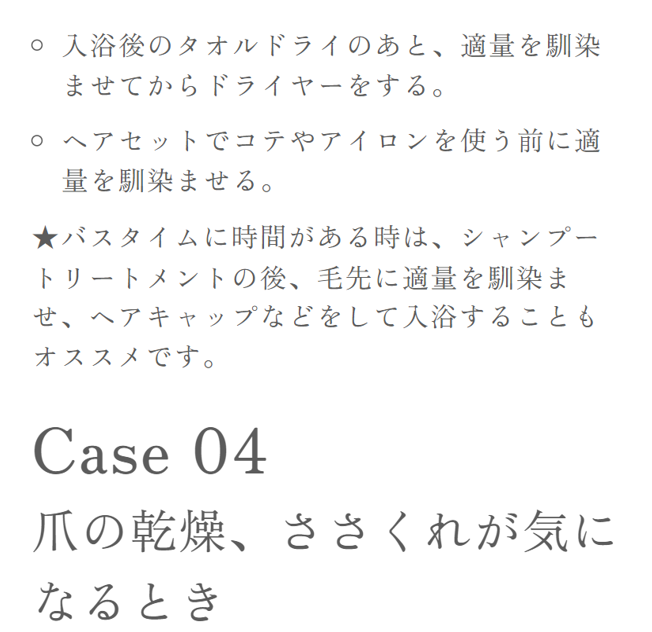 ○ 入浴後のタオルドライのあと、適量を馴染
ませてからドライヤーをする。
○ ヘアセットでコテやアイロンを使う前に適
量を馴染ませる。
★バスタイムに時間がある時は、シャンプー
トリートメントの後、毛先に適量を馴染ま
せ、ヘアキャップなどをして入浴することも
オススメです。
Case 04
爪の乾燥、ささくれが気に
なるとき